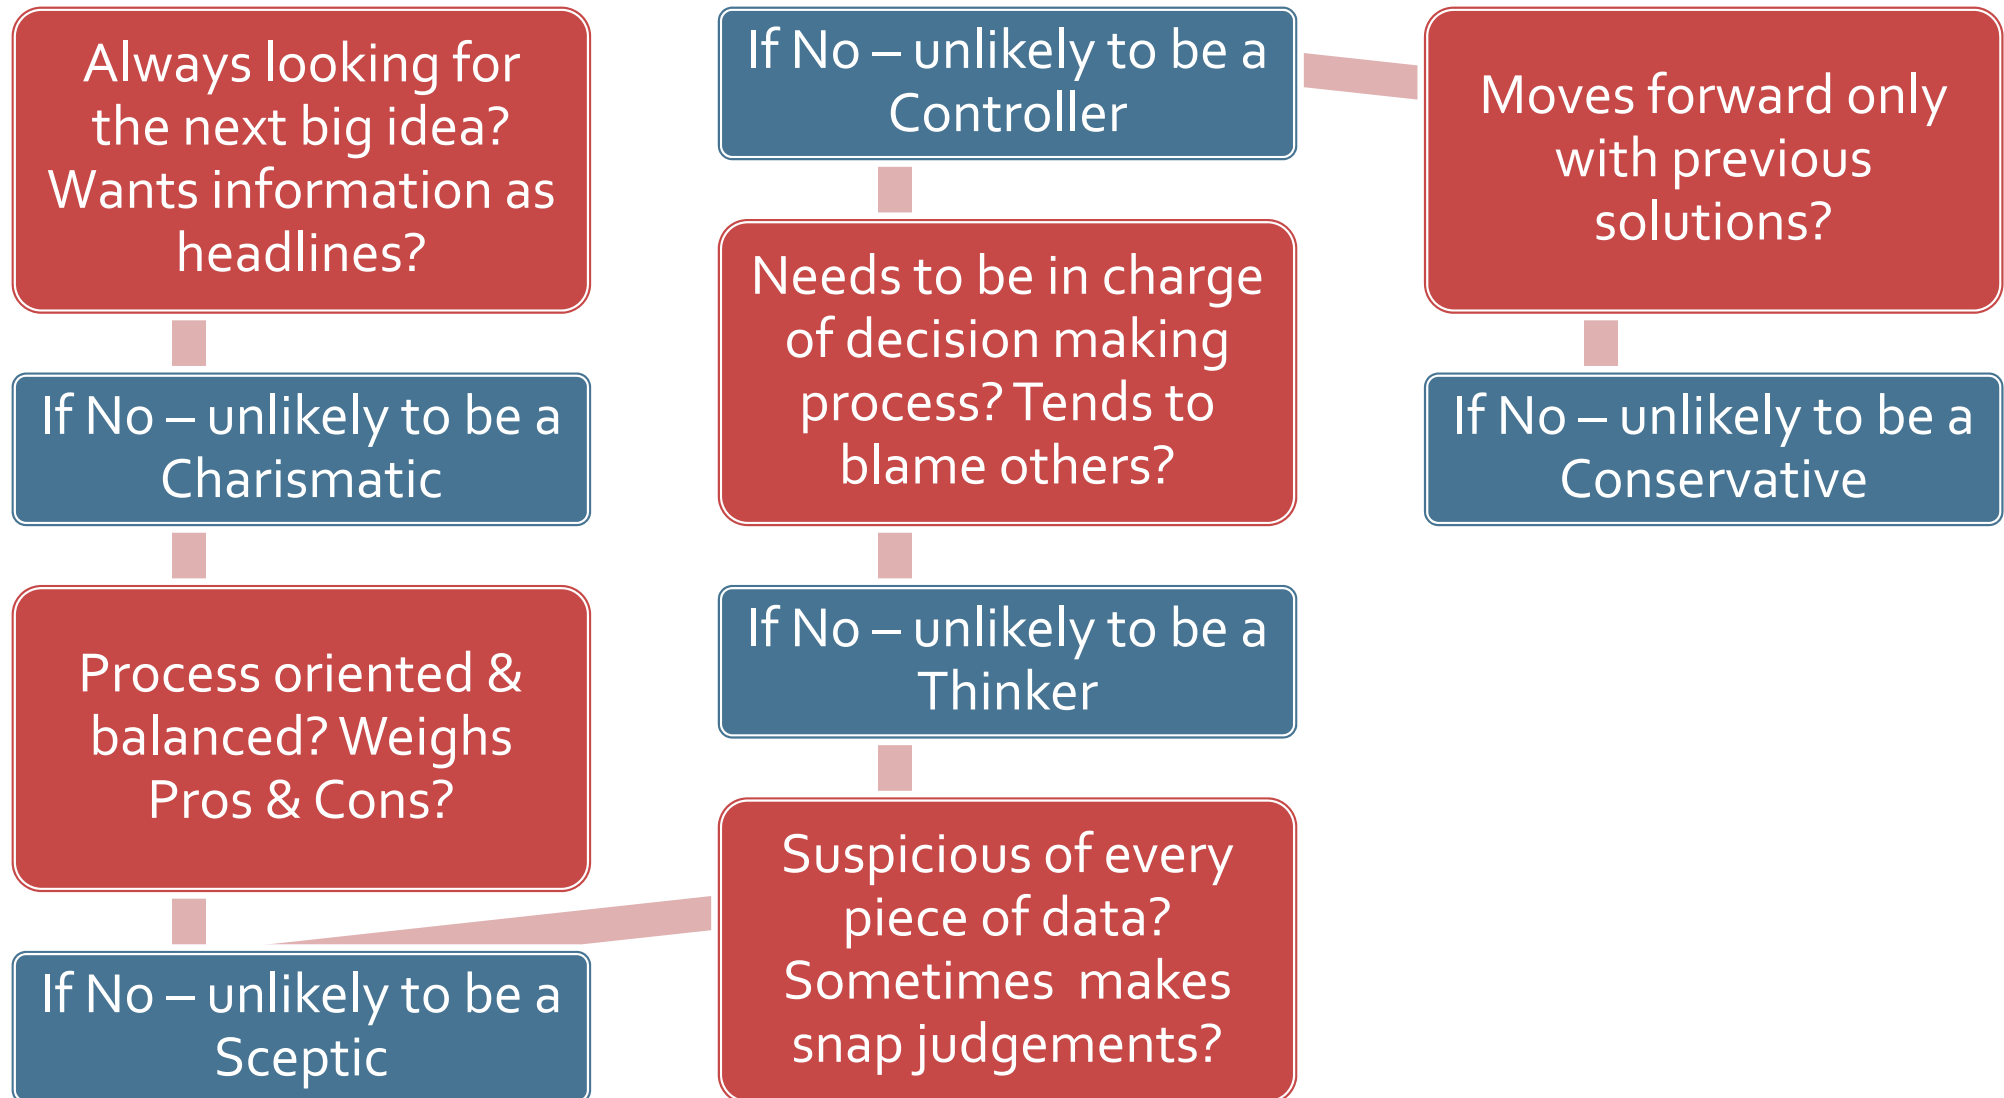 Always looking for
the next big idea?
Wants information as
headlines?
If No – unlikely to be a
Charismatic
Process oriented &
balanced? Weighs
Pros & Cons?
If No – unlikely to be a
Sceptic
Suspicious of every
piece of data?
Sometimes makes
snap judgements?
If No – unlikely to be a
Thinker
Needs to be in charge
of decision making
process? Tends to
blame others?
If No – unlikely to be a
Controller
Moves forward only
with previous
solutions?
If No – unlikely to be a
Conservative